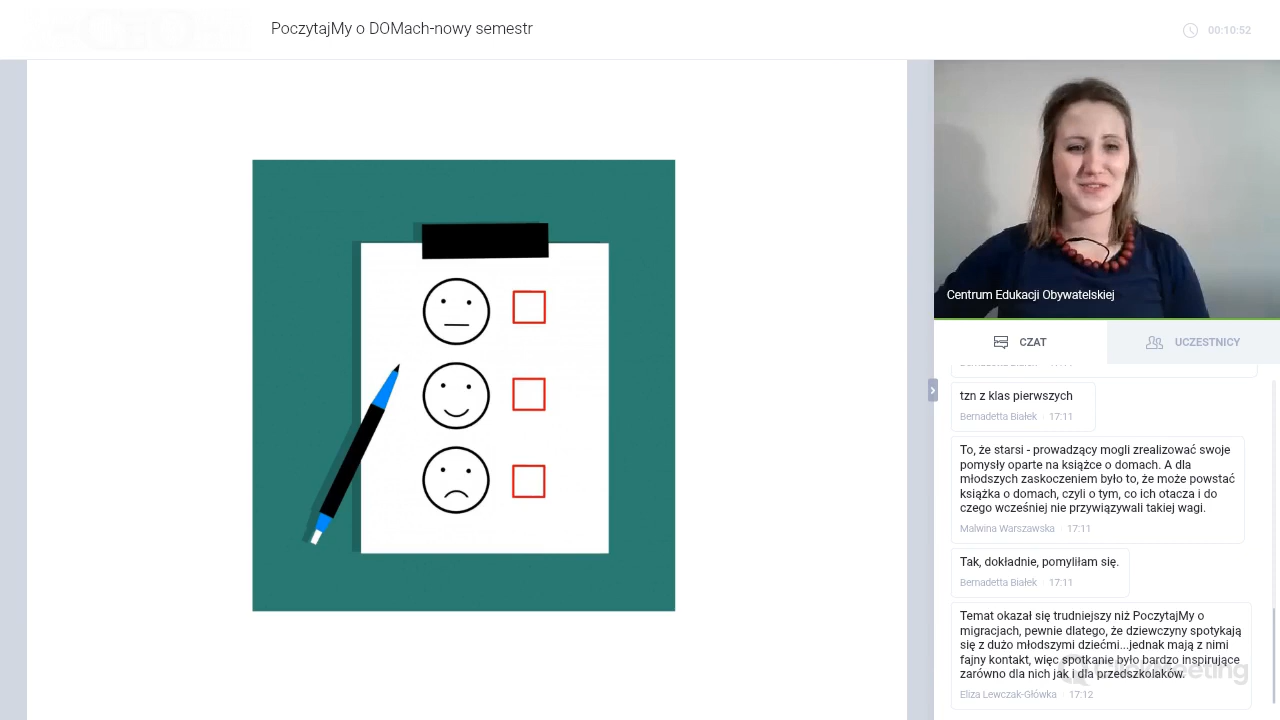 PoczytajMy o DOMach-nowy semestr
00:10:52
Centrum Edukacji Obywatelskiej
CZAT
UCZESTNICY
tzn z klas pierwszych
Bernadetta Białek · 17:11
To, że starsi - prowadzący mogli zrealizować swoje
pomysły oparte na książce o domach. A dla
młodszych zaskoczeniem było to, że może powstać
książka o domach, czyli o tym, co ich otacza i do
czego wcześniej nie przywiązywali takiej wagi.
Malwina Warszawska · 17:11
Tak, dokładnie, pomyliłam się.
Bernadetta Białek · 17:11
Temat okazał się trudniejszy niż PoczytajMy o
migracjach, pewnie dlatego, że dziewczyny spotykają
się z dużo młodszymi dziećmi...jednak mają z nimi
fajny kontakt, więc spotkanie było bardzo inspirujące
zarówno dla nich jak i dla przedszkolaków.
Eliza Lewczak-Główka · 17:12